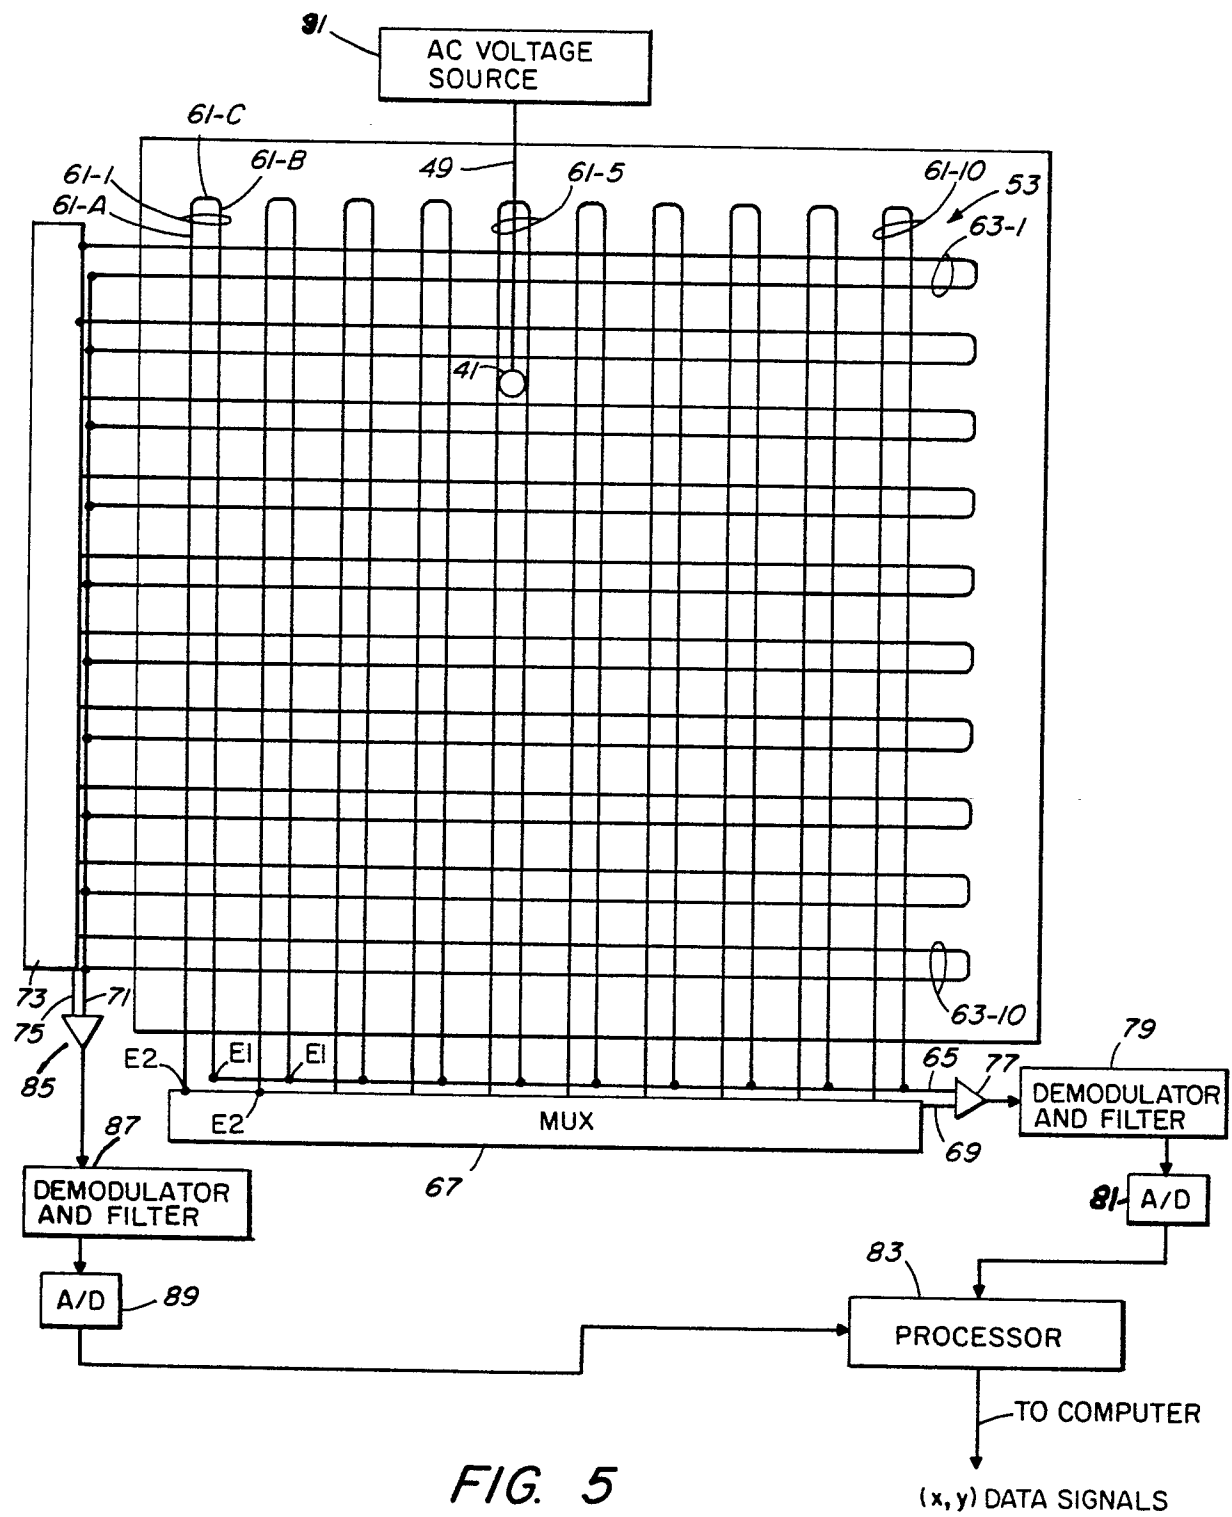 91
AC VOLTAGE
SOURCE
61-C
61-B
49
61-5
61-10
53
61-1
61-A
63-1
41
73
71
75
63-10
79
85
E2
E1
E1
65
77
DEMODULATOR
AND FILTER
E2
MUX
69
87
67
DEMODULATOR
AND FILTER
81
A/D
83
A/D
89
PROCESSOR
TO COMPUTER
FIG. 5
(x,y) DATA SIGNALS